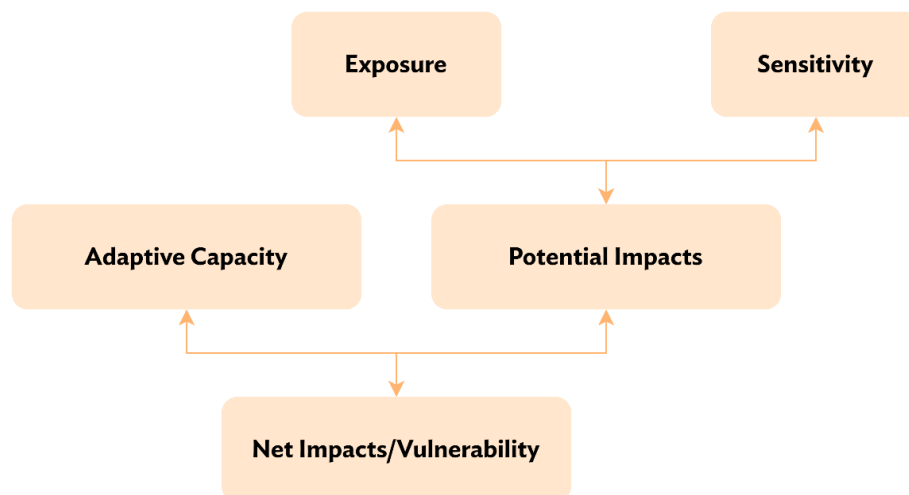 Exposure
Sensitivity
Adaptive Capacity
Potential Impacts
Net Impacts/Vulnerability